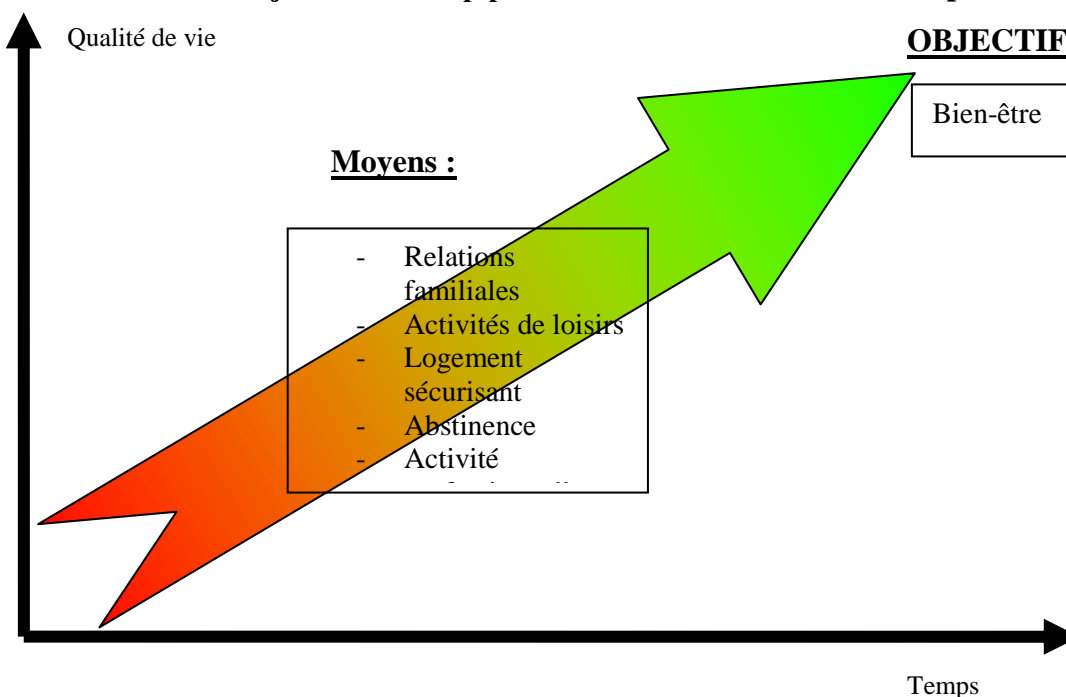 Qualité de vie
OBJECTIF
Bien-être
Moyens :
- Relations
familiales
- Activités de loisirs
- Logement
sécurisant
- Abstinence
- Activité
Temps